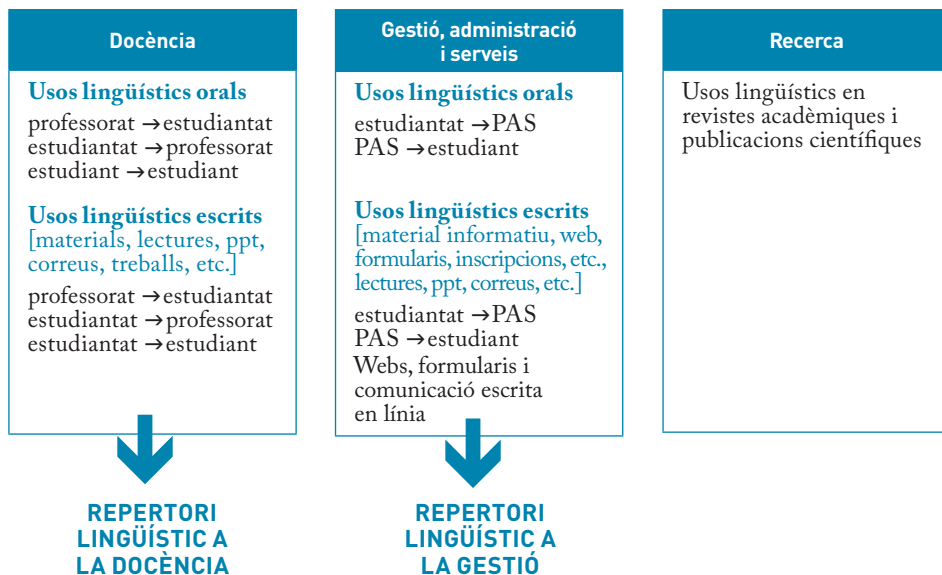 Docència
Usos lingüístics orals
professorat → estudiantat
estudiantat → professorat
estudiant → estudiant
Usos lingüístics escrits
[materials, lectures, ppt,
correus, treballs, etc.]
professorat → estudiantat
estudiantat → professorat
estudiantat → estudiant
REPERTORI
LINGÜÍSTIC A
LA DOCÈNCIA
Gestió, administració
i serveis
Usos lingüístics orals
estudiantat → PAS
PAS → estudiant
Usos lingüístics escrits
[material informatiu, web,
formularis, inscripcions, etc.,
lectures, ppt, correus, etc.]
estudiantat → PAS
PAS → estudiant
Webs, formularis i
comunicació escrita
en línia
REPERTORI
LINGÜÍSTIC A
LA GESTIÓ
Recerca
Usos lingüístics en
revistes acadèmiques i
publicacions científiques